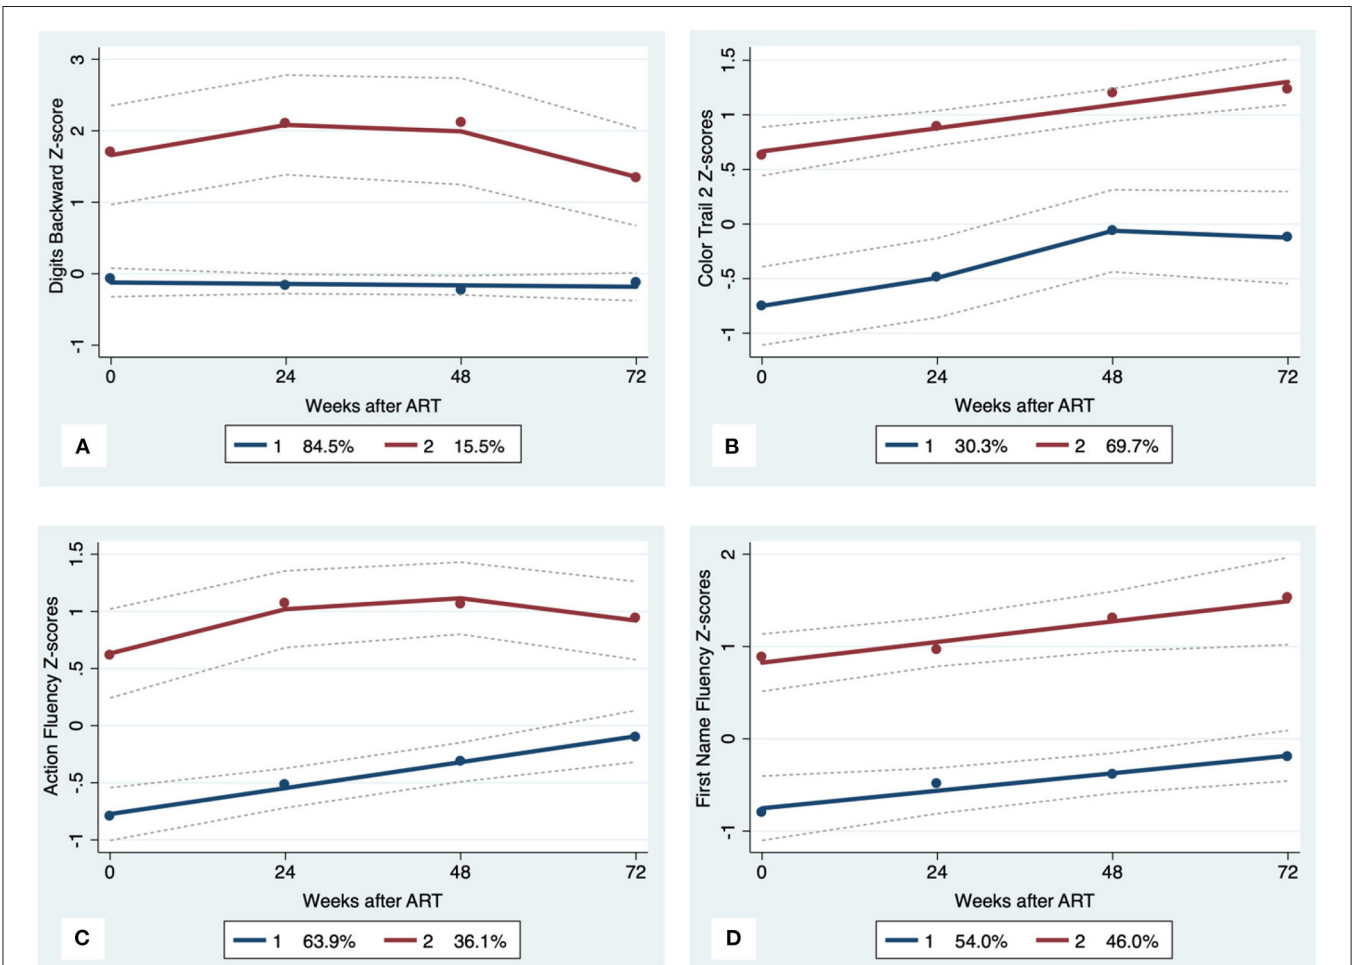 Digits Backward Z-score
3
2
1
0
-1
0 24 48 72
Weeks after ART
1 84.5% 2 15.5%
A
Color Trail 2 Z-scores
1.5
1
.5
0
-.5
-1
0 24 48 72
Weeks after ART
1 30.3% 2 69.7%
B
Action Fluency Z-scores
1.5
1
.5
0
-.5
-1
0 24 48 72
Weeks after ART
1 63.9% 2 36.1%
C
First Name Fluency Z-scores
2
1
0
-1
0 24 48 72
Weeks after ART
1 54.0% 2 46.0%
D